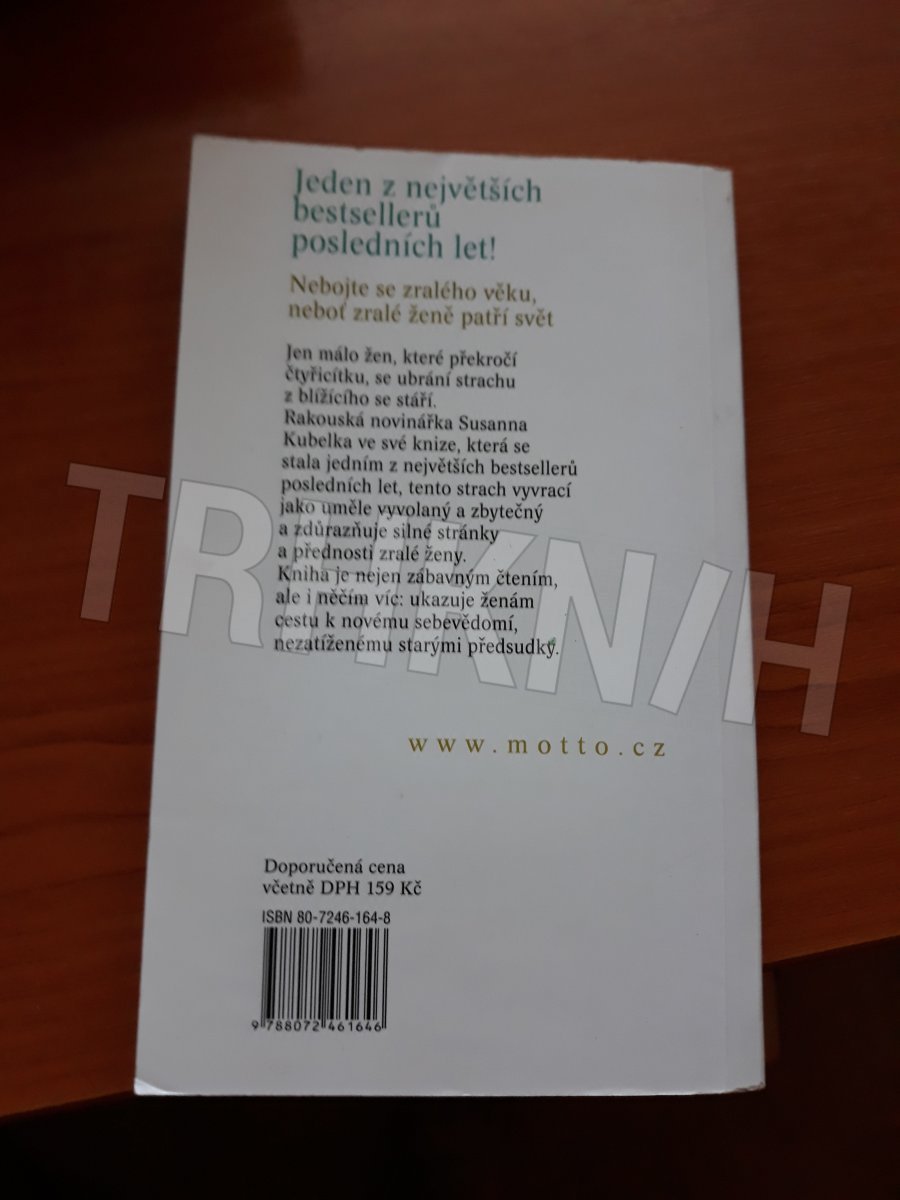 Jeden z největších
bestsellerů
posledních let!
Nebojte se zralého věku,
neboť zralé ženě patří svět
Jen málo žen, které překročí
čtyřicítku, se ubrání strachu
z blížícího se stáří.
Rakouská novinářka Susanna
Kubelka ve své knize, která se
stala jedním z největších bestsellerů
posledních let, tento strach vyvrací
jako uměle vyvolaný a zbytečný
a zdůrazňuje silné stránky
a přednosti zralé ženy.
Kniha je nejen zábavným čtením,
ale i něčím víc: ukazuje ženám
cestu k novému sebevědomí,
nezatíženému starými předsudky.
TRHKNIH
www.motto.cz
Doporučená cena
včetně DPH 159 Kč
ISBN 80-7246-164-8
9 788072 461646